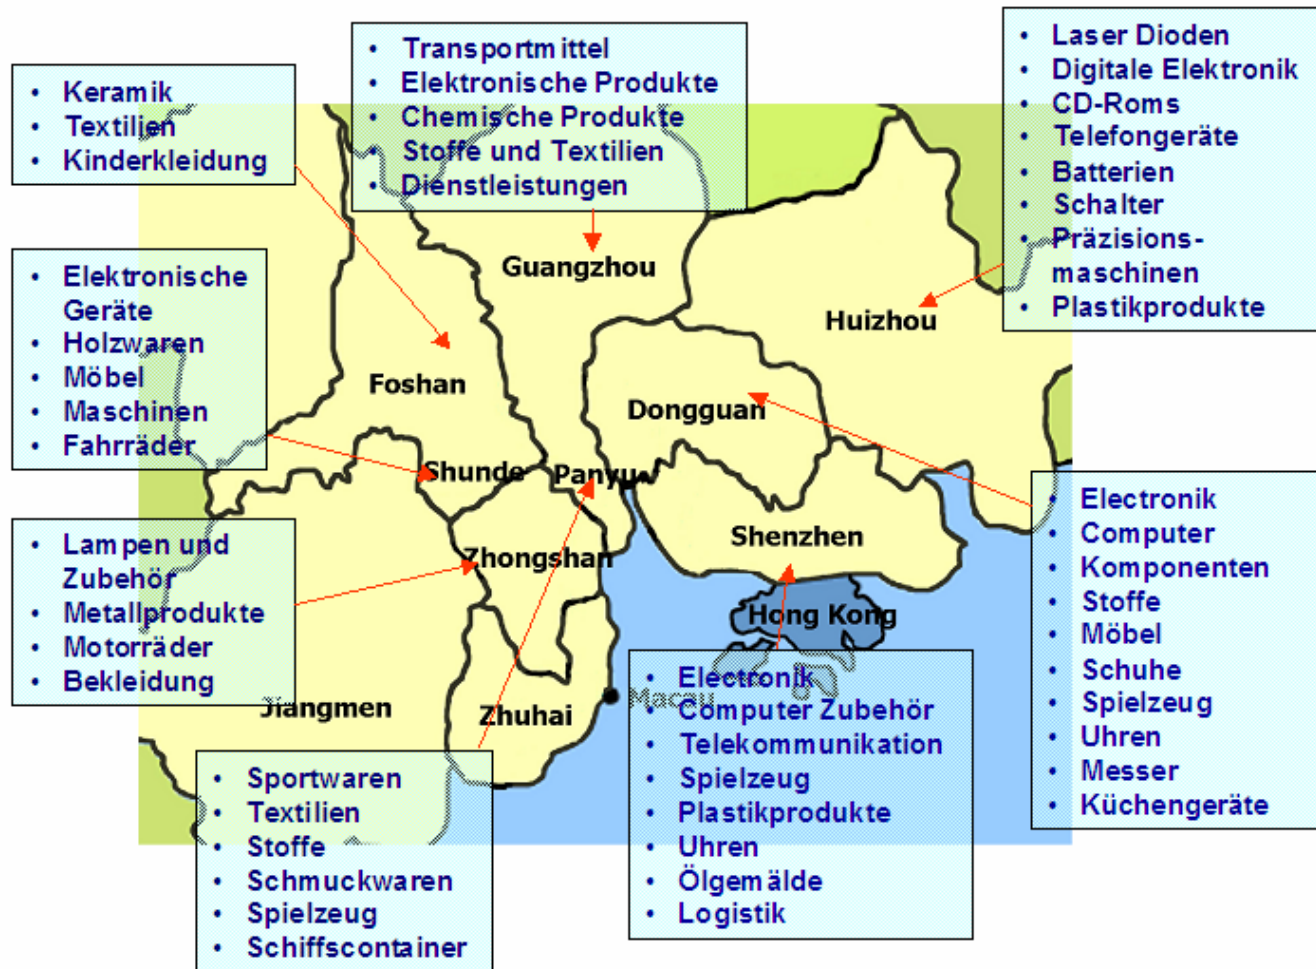 • Transportmittel
• Elektronische Produkte
• Chemische Produkte
• Stoffe und Textilien
• Dienstleistungen
• Laser Dioden
• Digitale Elektronik
• CD-Roms
• Telefongeräte
• Batterien
• Schalter
• Präzisions-
maschinen
• Plastikprodukte
• Keramik
• Textilien
• Kinderkleidung
• Elektronische
Geräte
• Holzwaren
• Möbel
• Maschinen
• Fahrräder
• Lampen und
Zubehör
• Metallprodukte
• Motorräder
• Bekleidung
Guangzhou
Huizhou
Foshan
Dongguan
Shunde
Panyu
Zhongshan
Shenzhen
Hong Kong
Macau
Jiangmen
Zhuhai
• Sportwaren
• Textilien
• Stoffe
• Schmuckwaren
• Spielzeug
• Schiffscontainer
• Electronik
• Computer Zubehör
• Telekommunikation
• Spielzeug
• Plastikprodukte
• Uhren
• Ölgemälde
• Logistik
• Electronik
• Computer
• Komponenten
• Stoffe
• Möbel
• Schuhe
• Spielzeug
• Uhren
• Messer
• Küchengeräte